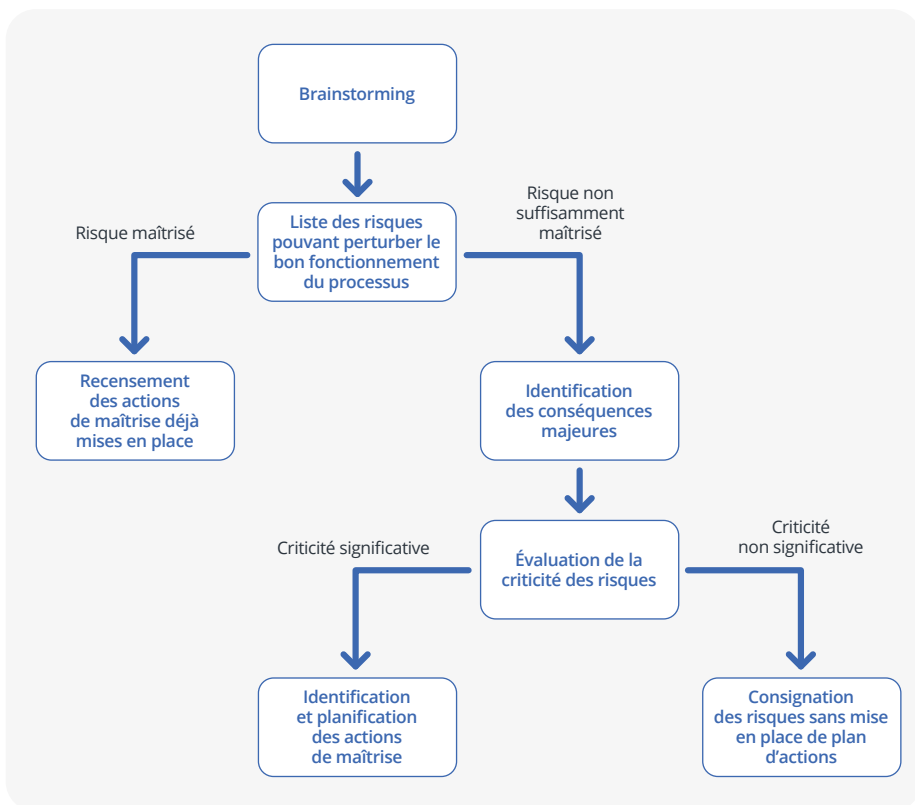 Brainstorming
Risque non
suffisamment
maîtrisé
Risque maîtrisé
Liste des risques
pouvant perturber le
bon fonctionnement
du processus
Recensement
des actions
de maîtrise déjà
mises en place
Identification
des conséquences
majeures
Criticité significative
Criticité
non significative
Évaluation de la
criticité des risques
Identification
et planification
des actions
de maîtrise
Consignation
des risques sans mise
en place de plan
d’actions